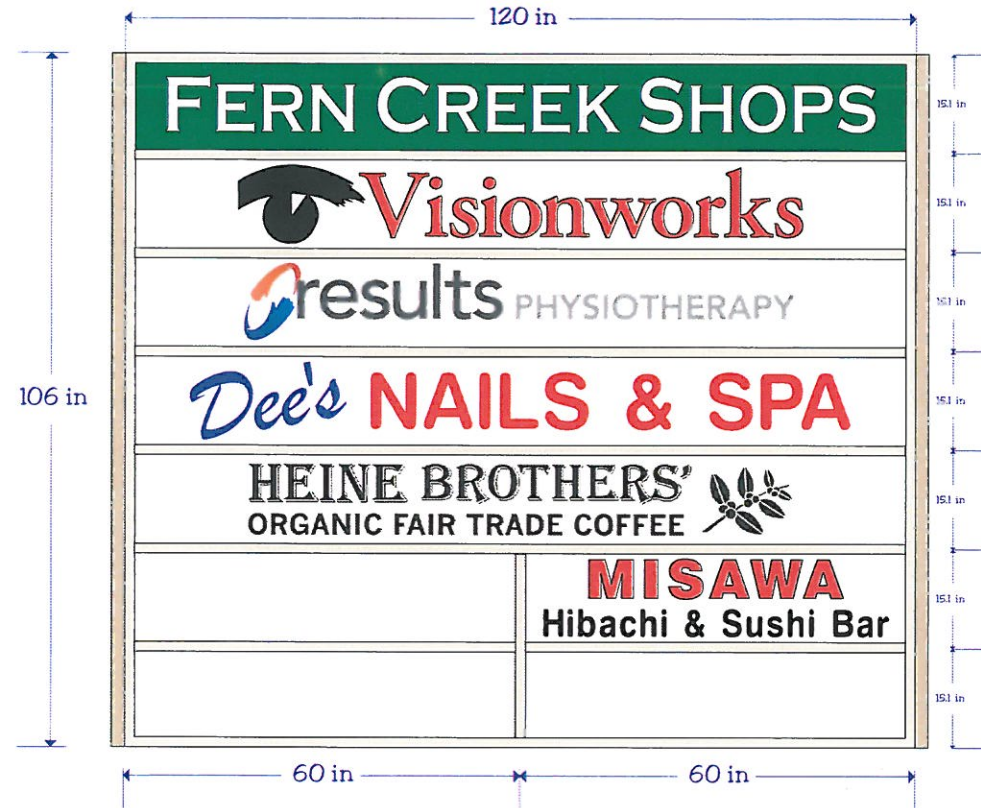 120 in
FERN CREEK SHOPS
15.1 in
Visionworks
15.1 in
results PHYSIOTHERAPY
15.1 in
106 in
Dee's NAILS & SPA
15.1 in
HEINE BROTHERS'
ORGANIC FAIR TRADE COFFEE
15.1 in
MISAWA
Hibachi & Sushi Bar
15.1 in
15.1 in
60 in
60 in